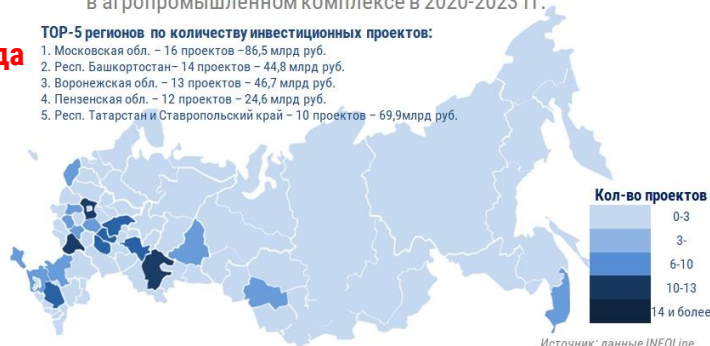 в агропромышленном комплексе в 2020-2023 гг.
да
TOP-5 регионов по количеству инвестиционных проектов:
1. Московская обл. – 16 проектов –86,5 млрд руб.
2. Респ. Башкортостан– 14 проектов – 44,8 млрд руб.
3. Воронежская обл. – 13 проектов – 46,7 млрд руб.
4. Пензенская обл. – 12 проектов – 24,6 млрд руб.
5. Респ. Татарстан и Ставропольский край – 10 проектов – 69,9млрд руб.
Кол-во проектов
0-3
3-
6-10
10-13
14 и более
Источник: данные INFOLine